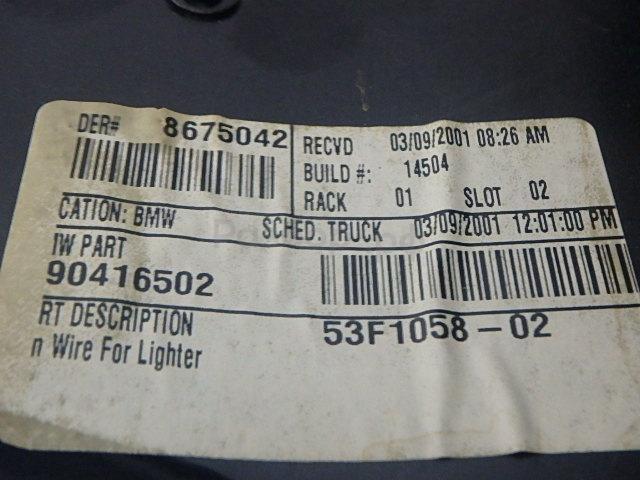 DER# 8675042
RECVD 03/09/2001 08:26 AM
BUILD #: 14504
RACK 01 SLOT 02
CATION: BMW SCHED. TRUCK 03/09/2001 12:01:00 PM
1W PART
90416502
53F1058-02
RT DESCRIPTION
n Wire For Lighter